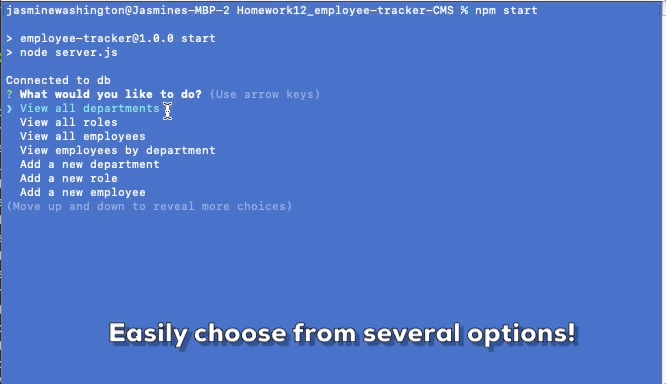 jasminewashington@Jasmines-MBP-2 Homework12_employee-tracker-CMS % npm start
> employee-tracker@1.0.0 start
> node server.js
Connected to db
? What would you like to do? (Use arrow keys)
❯ View all departments
View all roles
View all employees
View employees by department
Add a new department
Add a new role
Add a new employee
(Move up and down to reveal more choices)
Easily choose from several options!